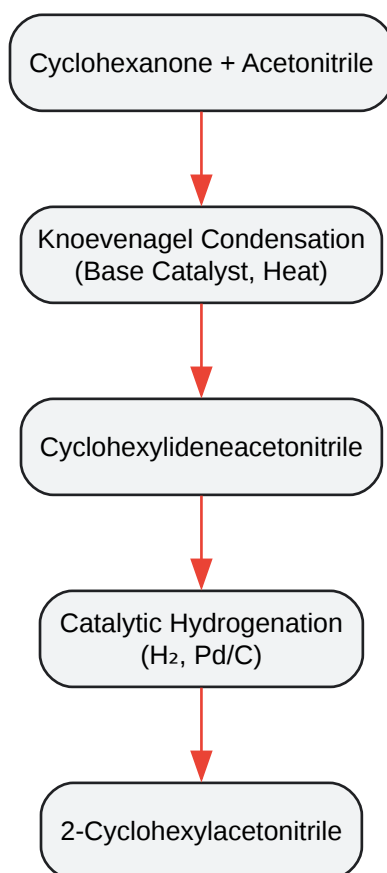 Cyclohexanone + Acetonitrile
Knoevenagel Condensation
(Base Catalyst, Heat)
Cyclohexylideneacetonitrile
Catalytic Hydrogenation
(H₂, Pd/C)
2-Cyclohexylacetonitrile